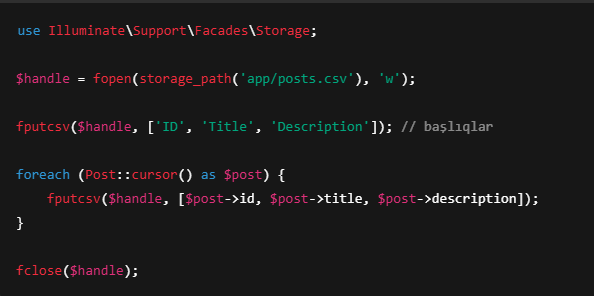 use Illuminate\Support\Facades\Storage;
$handle = fopen(storage_path('app/posts.csv'), 'w');
fputcsv($handle, ['ID', 'Title', 'Description']); // başlıqlar
foreach (Post::cursor() as $post) {
    fputcsv($handle, [$post->id, $post->title, $post->description]);
}
fclose($handle);